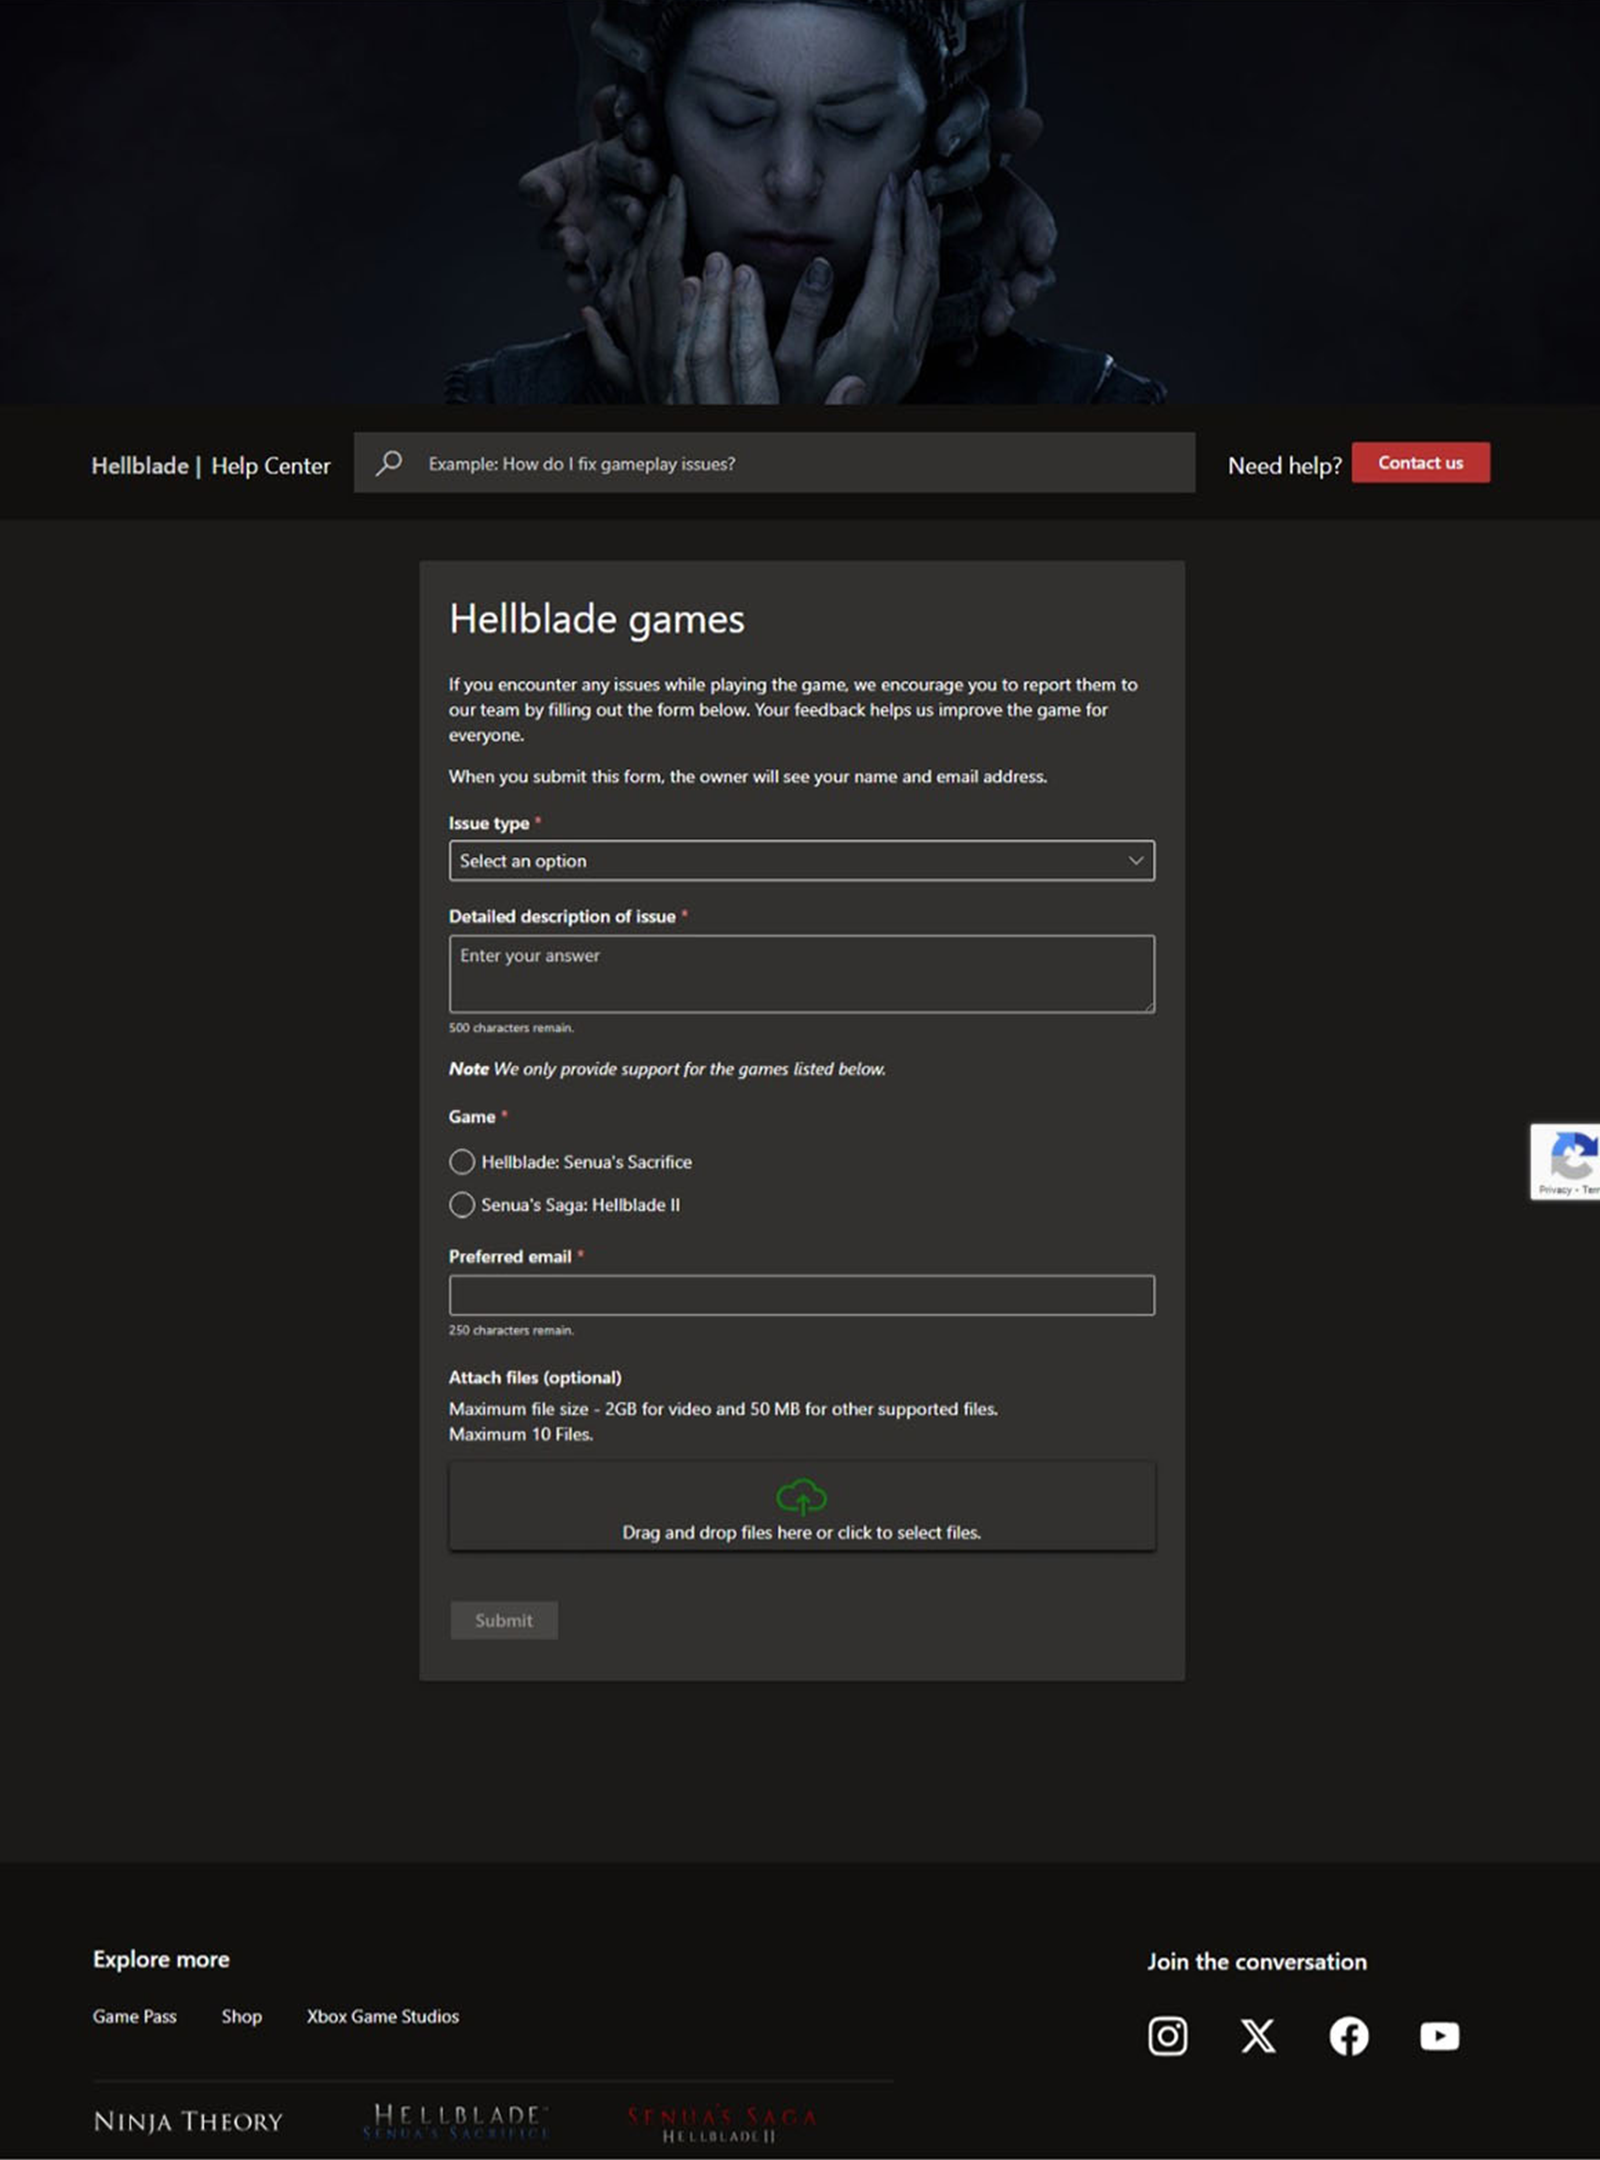 Hellblade | Help Center
Example: How do I fix gameplay issues?
Need help?
Contact us
Hellblade games
If you encounter any issues while playing the game, we encourage you to report them to
our team by filling out the form below. Your feedback helps us improve the game for
everyone.
When you submit this form, the owner will see your name and email address.
Issue type *
Select an option
Detailed description of issue *
Enter your answer
500 characters remain.
Note We only provide support for the games listed below.
Game *
Hellblade: Senua's Sacrifice
Senua's Saga: Hellblade II
Privacy -
Preferred email *
250 characters remain.
Attach files (optional)
Maximum file size - 2GB for video and 50 MB for other supported files.
Maximum 10 Files.
Drag and drop files here or click to select files.
Submit
Explore more
Game Pass
Shop
Xbox Game Studios
Join the conversation
NINJA THEORY
HELLBLADE™
SENUA'S SACRIFICE
SENUA'S SAGA
HELLBLADE II